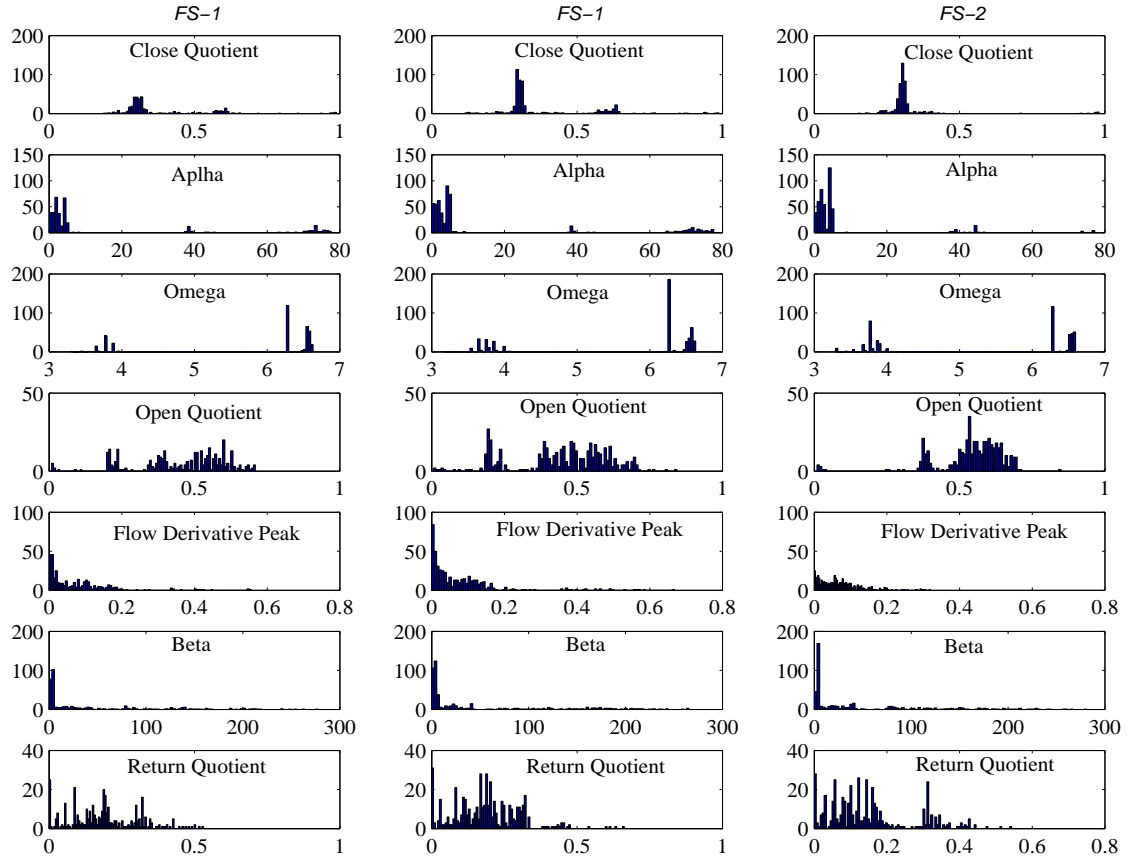 FS−1 FS−1 FS−2
200 200 200
Close Quotient Close Quotient Close Quotient
100 100 100
0 0 0
0 0.5 1 0 0.5 1 0 0.5 1
150 150 150
100 Aplha 100 Alpha 100 Alpha
50 50 50
0 0 0
0 20 40 60 80 0 20 40 60 80 0 20 40 60 80
200 200 200
Omega Omega Omega
100 100 100
0 0 0
3 4 5 6 7 3 4 5 6 7 3 4 5 6 7
50 50 50
Open Quotient Open Quotient Open Quotient
0 0 0
0 0.5 1 0 0.5 1 0 0.5 1
100 100 100
Flow Derivative Peak Flow Derivative Peak Flow Derivative Peak
50 50 50
0 0 0
0 0.2 0.4 0.6 0.8 0 0.2 0.4 0.6 0.8 0 0.2 0.4 0.6 0.8
200 200 200
Beta Beta Beta
100 100 100
0 0 0
0 100 200 300 0 100 200 300 0 100 200 300
40 40 40
Return Quotient Return Quotient Return Quotient
20 20 20
0 0 0
0 0.5 1 0 0.5 1 0 0.2 0.4 0.6 0.8